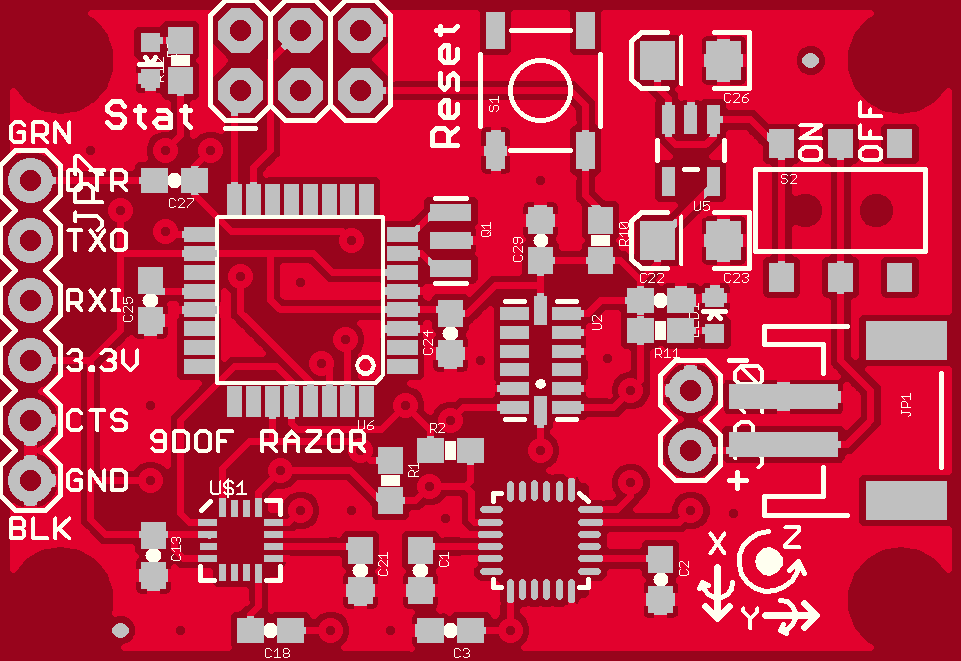 Reset
Stat
S1
C26
ON
OFF
GRN
JP7
DTR
C27
S2
U5
TXO
Q1
C29
R10
C22
C23
RXI
C25
C24
U2
LED1
R11
3.3V
JP1
CTS
U6
R2
9DOF RAZOR
R1
+
GND
U$1
BLK
C13
C21
C1
C2
X
Z
Y
C18
C3